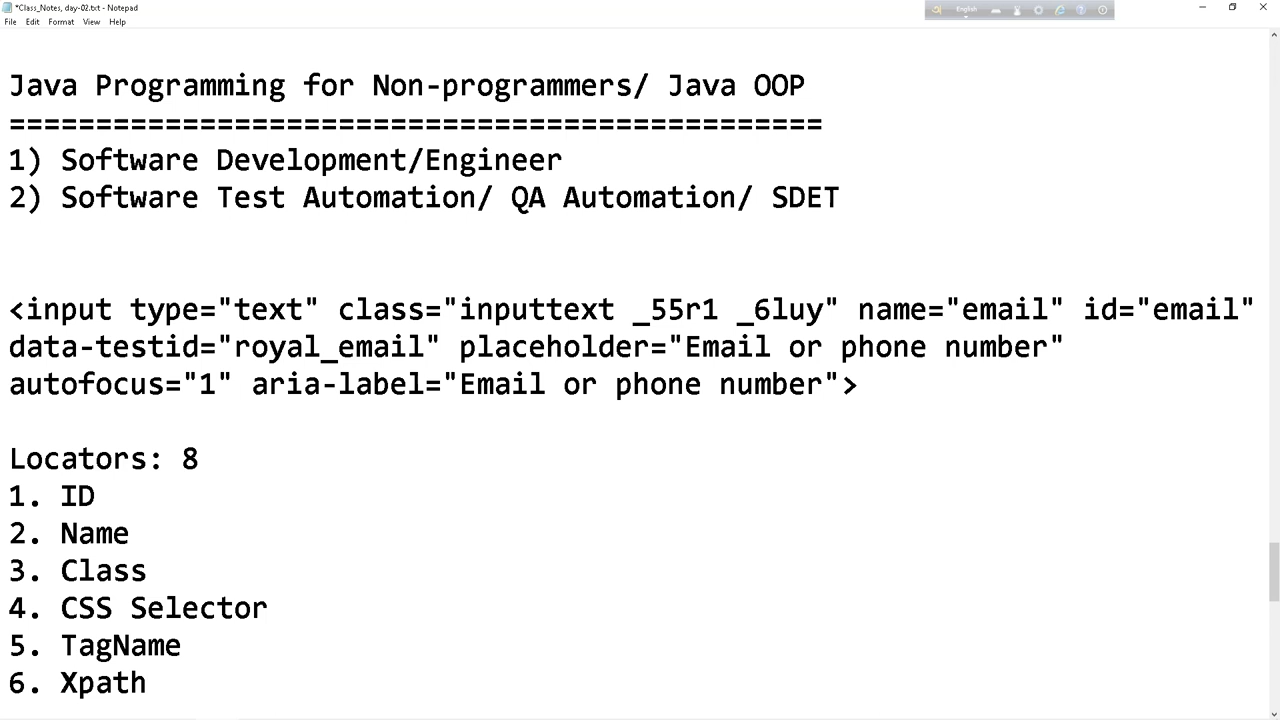 *Class_Notes, day-02.txt - Notepad
File Edit Format View Help
English
Java Programming for Non-programmers/ Java OOP
===============================================
1) Software Development/Engineer
2) Software Test Automation/ QA Automation/ SDET
<input type="text" class="inputtext _55r1 _6luy" name="email" id="email"
data-testid="royal_email" placeholder="Email or phone number"
autofocus="1" aria-label="Email or phone number">
Locators: 8
1. ID
2. Name
3. Class
4. CSS Selector
5. TagName
6. Xpath